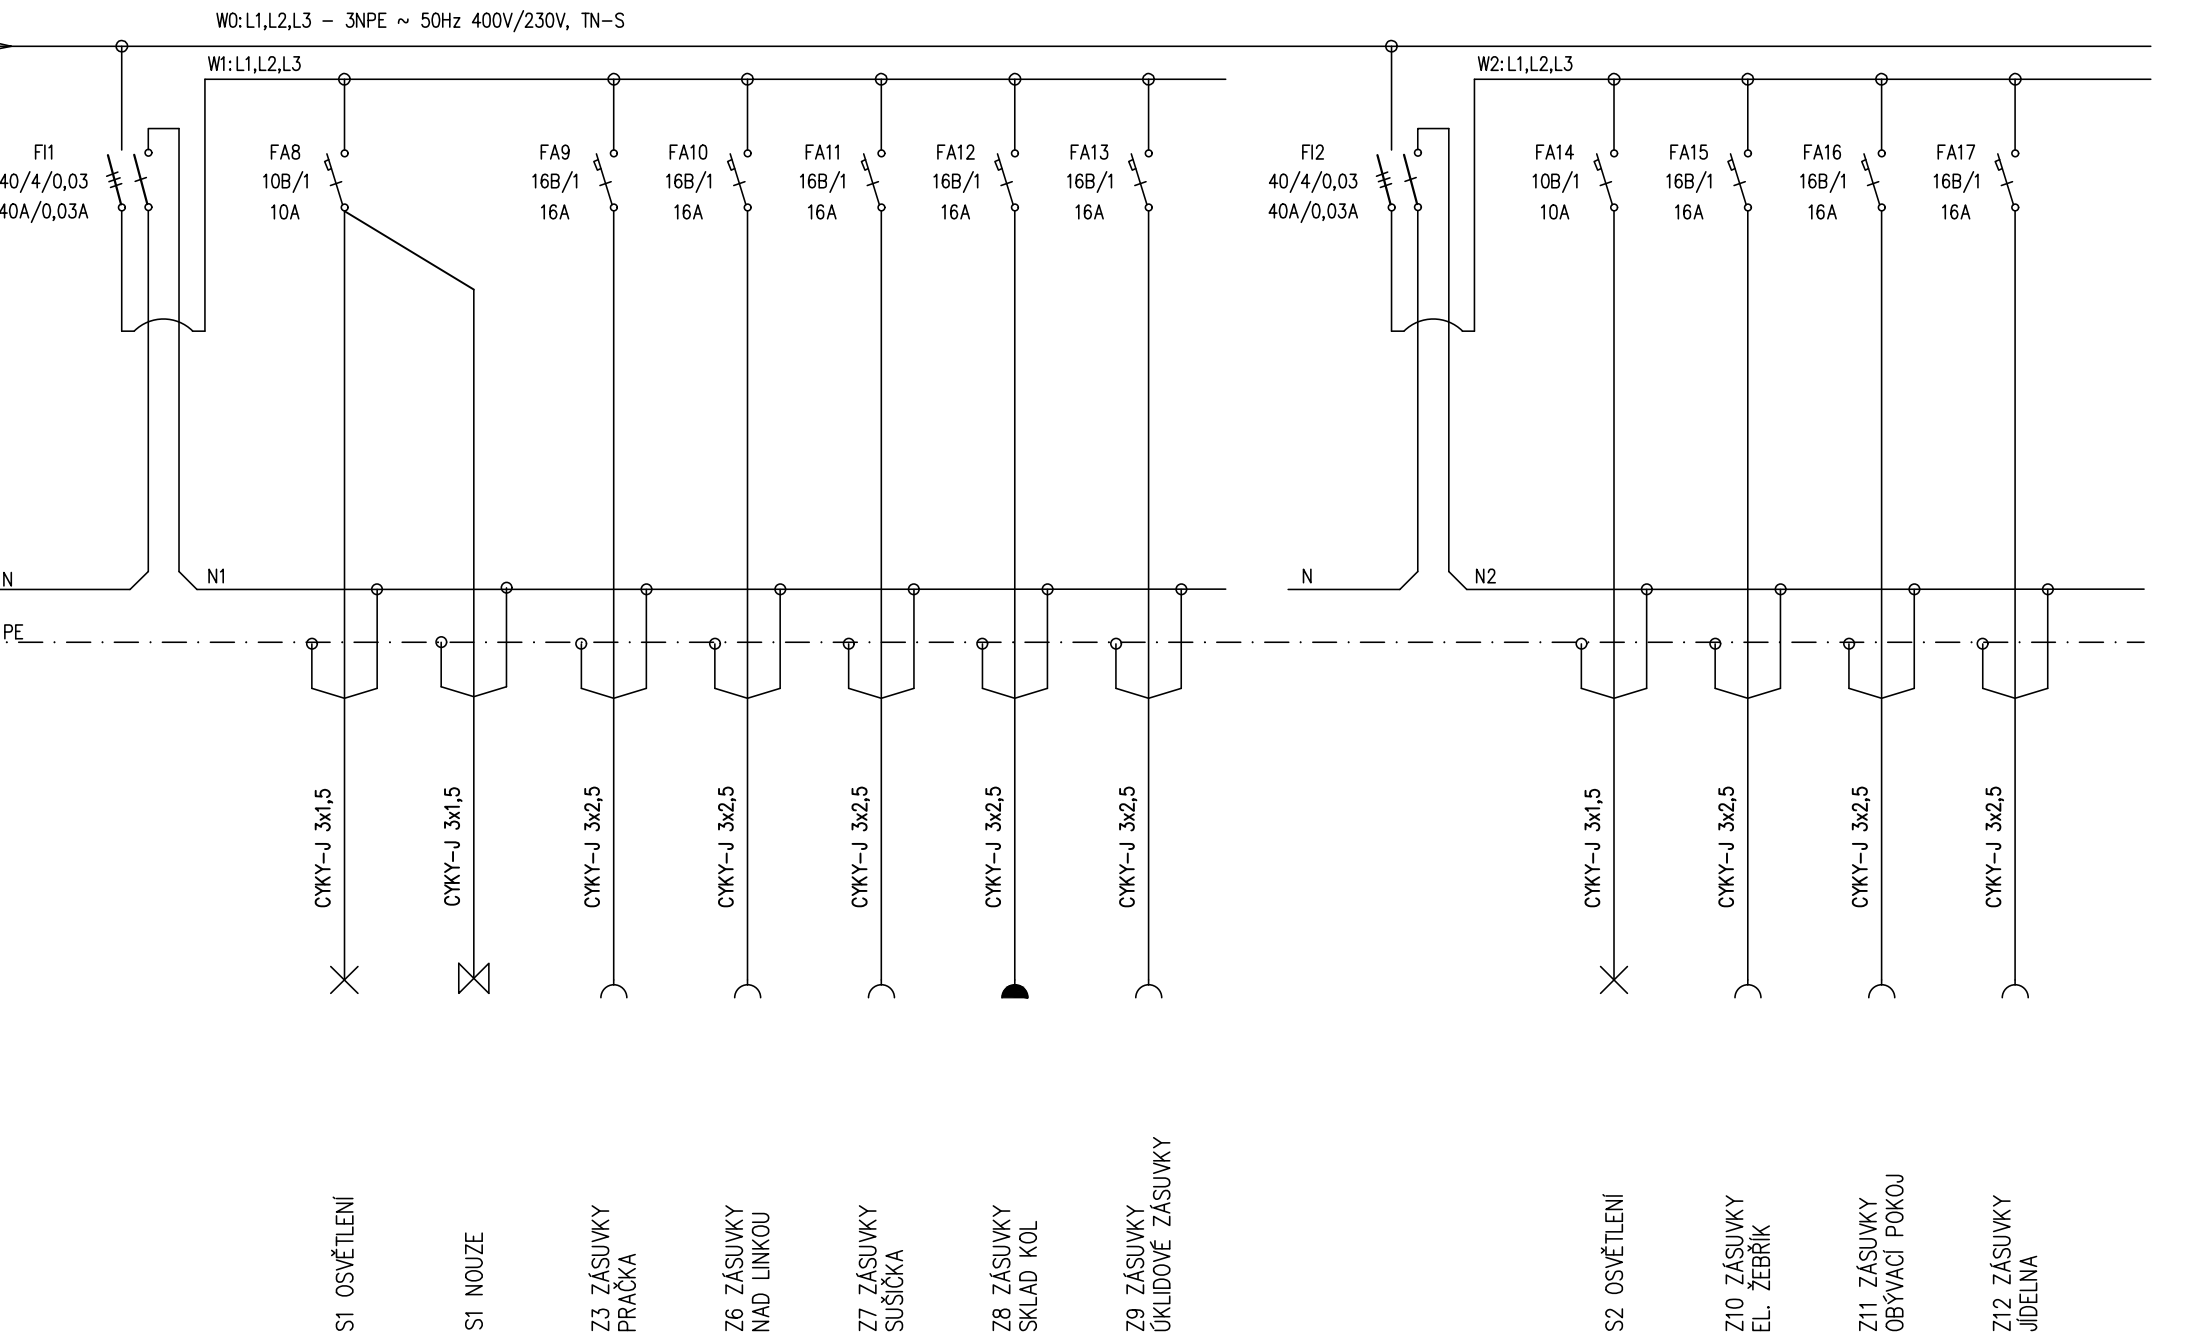 W0:L1,L2,L3 – 3NPE ~ 50Hz 400V/230V, TN–S
W1:L1,L2,L3
W2:L1,L2,L3
FI1
40/4/0,03
40A/0,03A
FA8
10B/1
10A
FA9
16B/1
16A
FA10
16B/1
16A
FA11
16B/1
16A
FA12
16B/1
16A
FA13
16B/1
16A
FI2
40/4/0,03
40A/0,03A
FA14
10B/1
10A
FA15
16B/1
16A
FA16
16B/1
16A
FA17
16B/1
16A
N
N1
N
N2
PE
CYKY–J 3x1,5
CYKY–J 3x1,5
CYKY–J 3x2,5
CYKY–J 3x2,5
CYKY–J 3x2,5
CYKY–J 3x2,5
CYKY–J 3x2,5
CYKY–J 3x1,5
CYKY–J 3x2,5
CYKY–J 3x2,5
CYKY–J 3x2,5
S1 OSVĚTLENÍ
S1 NOUZE
Z3 ZÁSUVKY
PRAČKA
Z6 ZÁSUVKY
NAD LINKOU
Z7 ZÁSUVKY
SUŠIČKA
Z8 ZÁSUVKY
SKLAD KOL
Z9 ZÁSUVKY
ÚKLIDOVÉ ZÁSUVKY
S2 OSVĚTLENÍ
Z10 ZÁSUVKY
EL. ŽEBŘÍK
Z11 ZÁSUVKY
OBÝVACÍ POKOJ
Z12 ZÁSUVKY
JÍDELNA